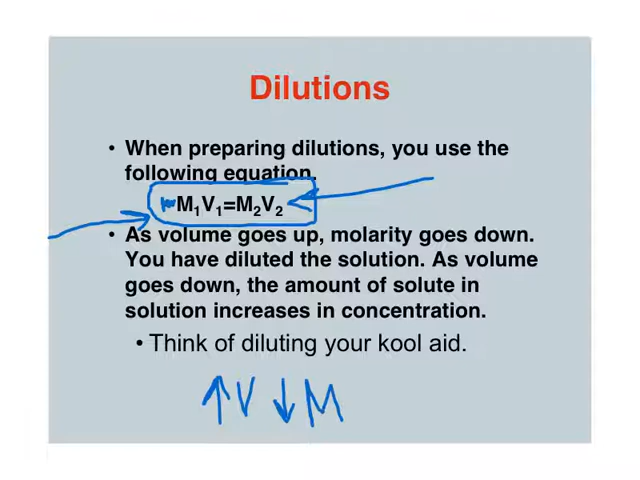 Dilutions
• When preparing dilutions, you use the
following equation.
M₁V₁=M₂V₂
• As volume goes up, molarity goes down.
You have diluted the solution. As volume
goes down, the amount of solute in
solution increases in concentration.
• Think of diluting your kool aid.
↑V ↓M